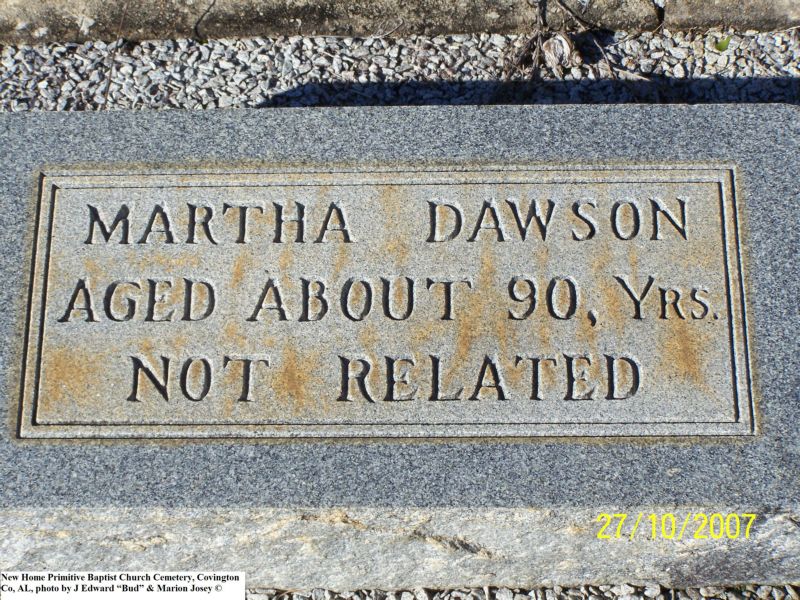 MARTHA DAWSON
AGED ABOUT 90, YRS.
NOT RELATED
27/10/2007
New Home Primitive Baptist Church Cemetery, Covington
Co, AL, photo by J Edward “Bud” & Marion Josey ©